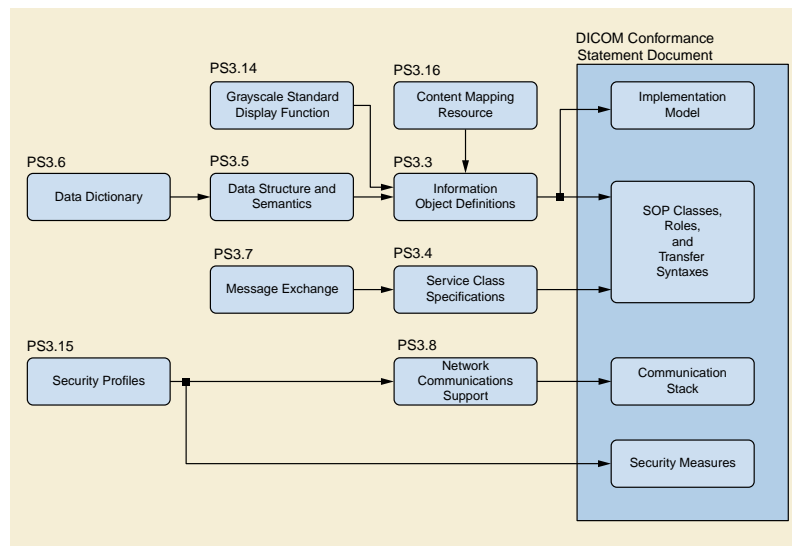 DICOM Conformance
Statement Document
PS3.14
Grayscale Standard
Display Function
PS3.16
Content Mapping
Resource
Implementation
Model
PS3.6
Data Dictionary
PS3.5
Data Structure and
Semantics
PS3.3
Information
Object Definitions
SOP Classes,
Roles,
and
Transfer
Syntaxes
PS3.7
Message Exchange
PS3.4
Service Class
Specifications
PS3.15
Security Profiles
PS3.8
Network
Communications
Support
Communication
Stack
Security Measures